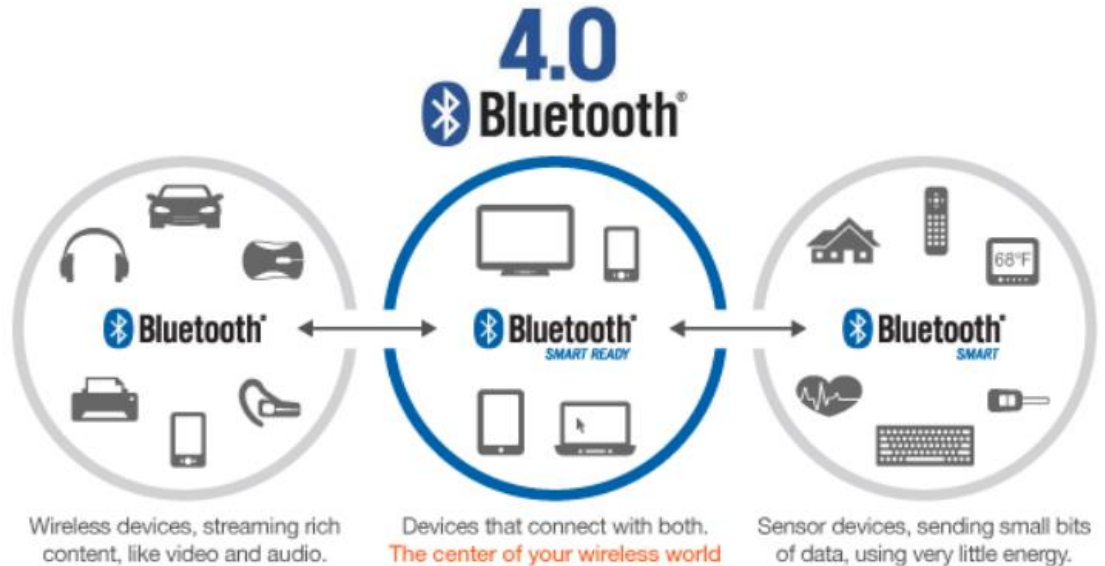 4.0
Bluetooth®
68°F
Bluetooth®
Bluetooth®
SMART READY
Bluetooth®
SMART
Wireless devices, streaming rich
content, like video and audio.
Devices that connect with both.
The center of your wireless world
Sensor devices, sending small bits
of data, using very little energy.